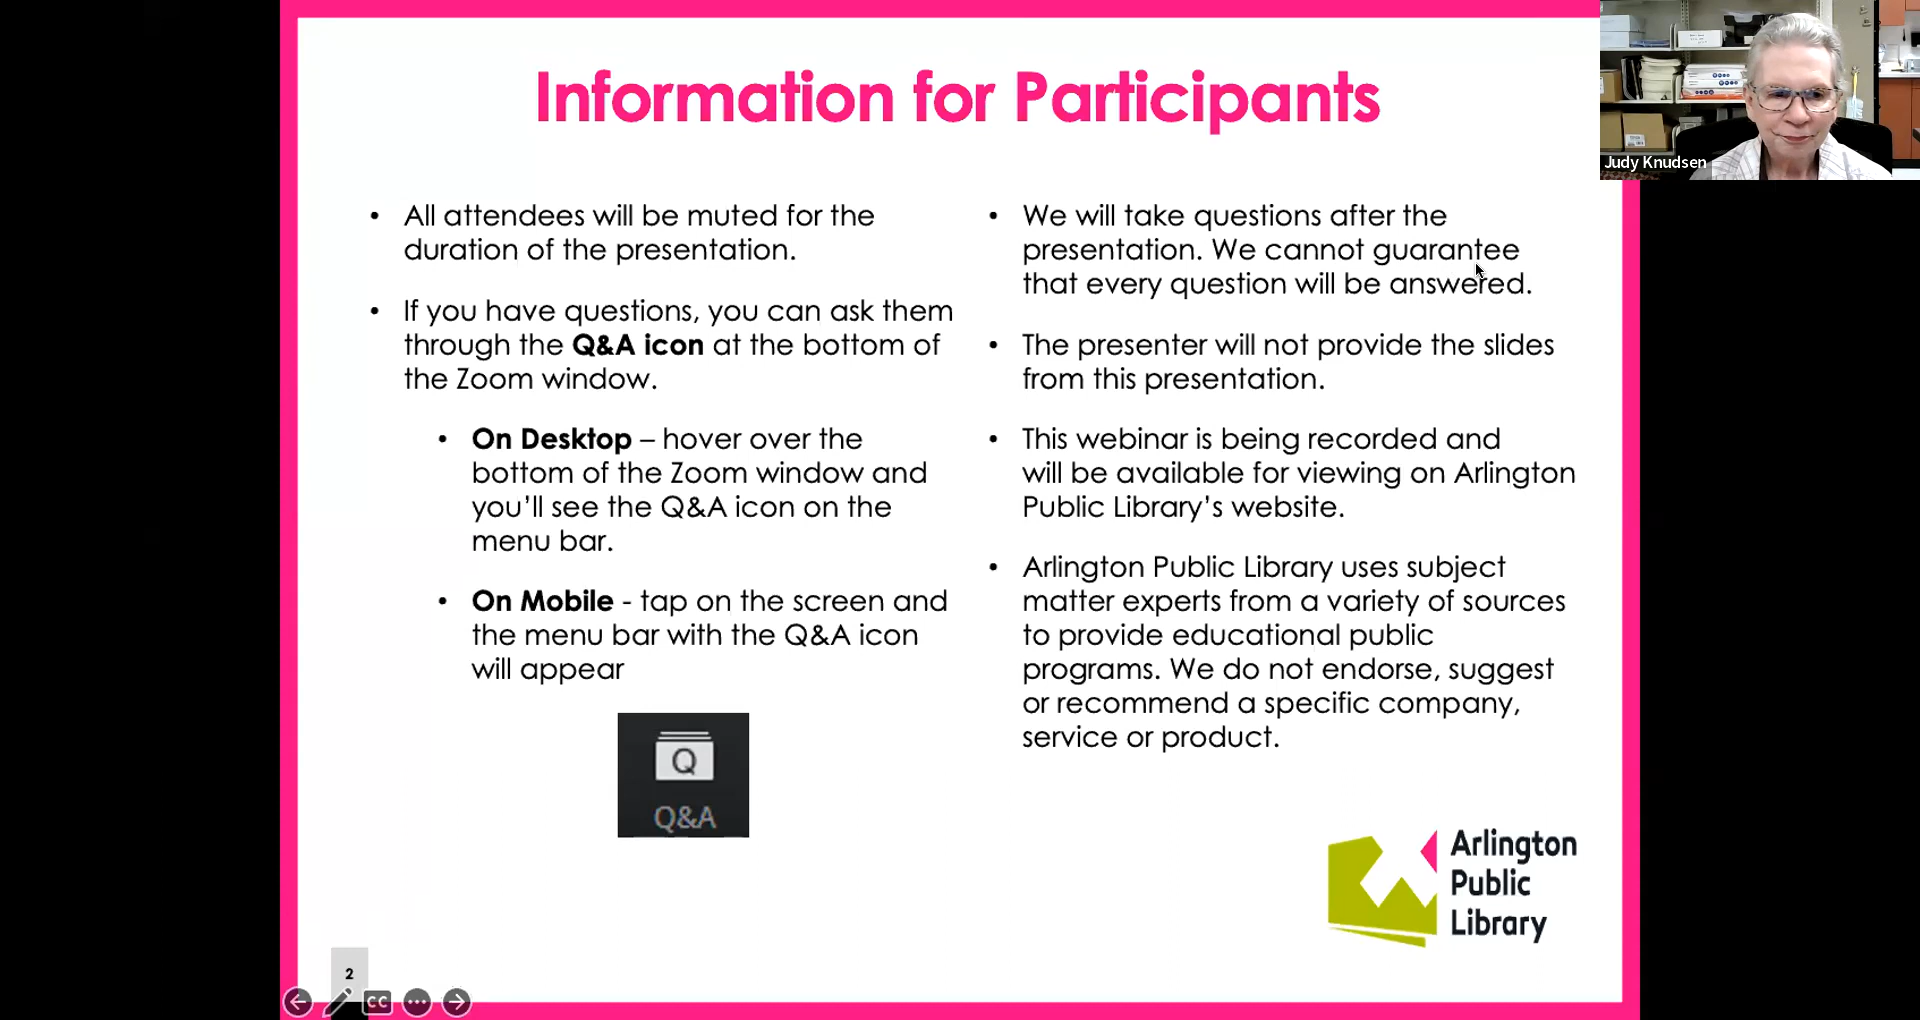 Information for Participants
• All attendees will be muted for the
duration of the presentation.
• If you have questions, you can ask them
through the Q&A icon at the bottom of
the Zoom window.
• On Desktop – hover over the
bottom of the Zoom window and
you’ll see the Q&A icon on the
menu bar.
• On Mobile - tap on the screen and
the menu bar with the Q&A icon
will appear
Q
Q&A
• We will take questions after the
presentation. We cannot guarantee
that every question will be answered.
• The presenter will not provide the slides
from this presentation.
• This webinar is being recorded and
will be available for viewing on Arlington
Public Library’s website.
• Arlington Public Library uses subject
matter experts from a variety of sources
to provide educational public
programs. We do not endorse, suggest
or recommend a specific company,
service or product.
Arlington
Public
Library
2
CC
Judy Knudsen